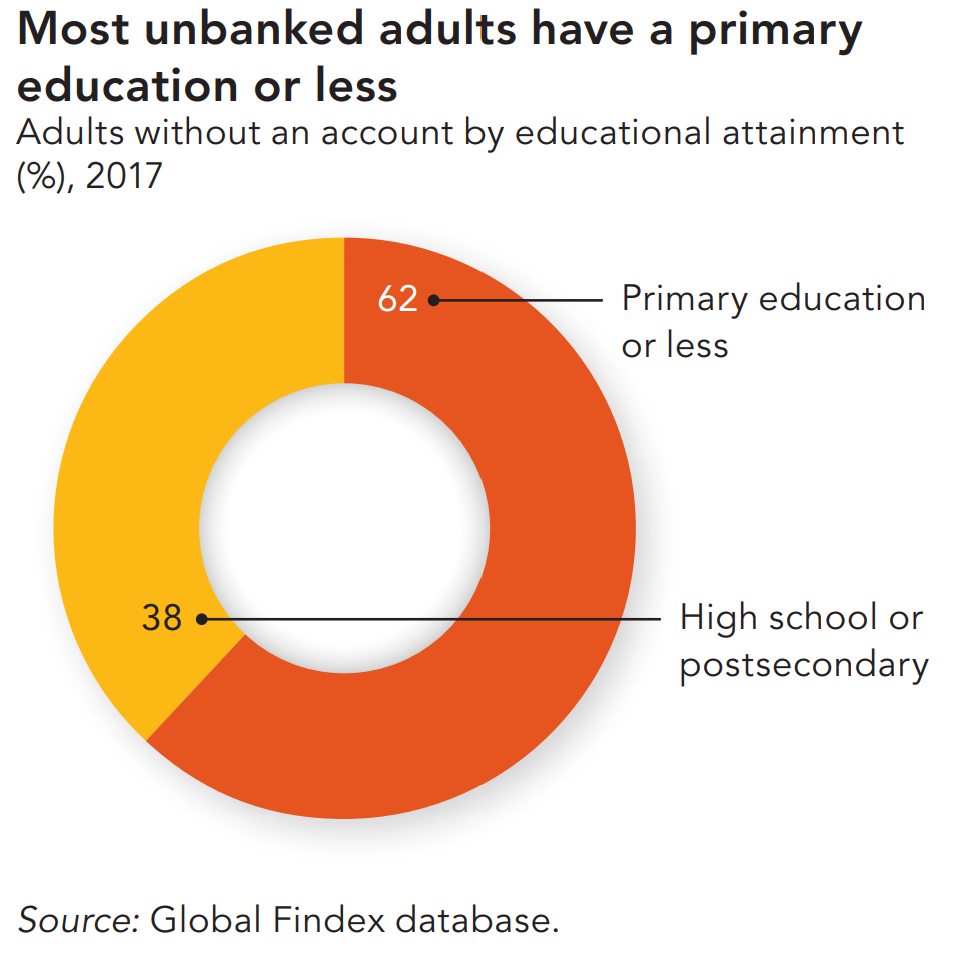 Most unbanked adults have a primary
education or less
Adults without an account by educational attainment
(%), 2017
62
Primary education
or less
38
High school or
postsecondary
Source: Global Findex database.